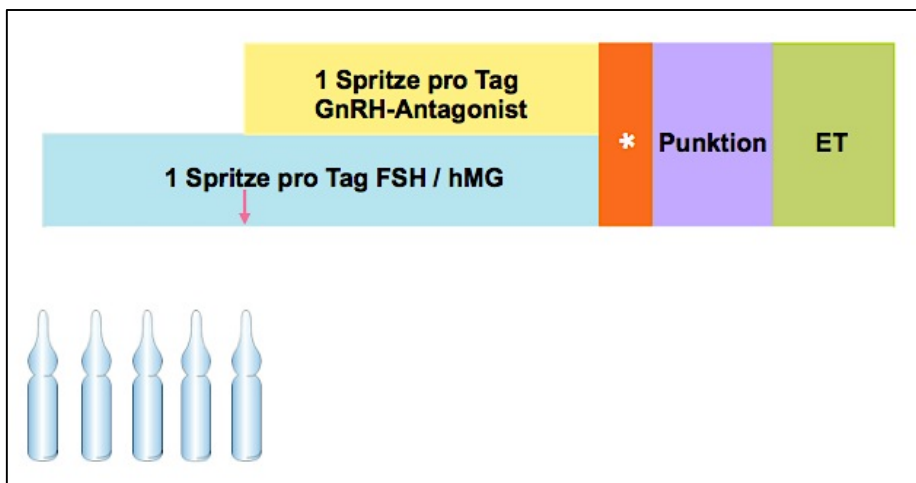 1 Spritze pro Tag
GnRH-Antagonist
1 Spritze pro Tag FSH / hMG
*
Punktion
ET